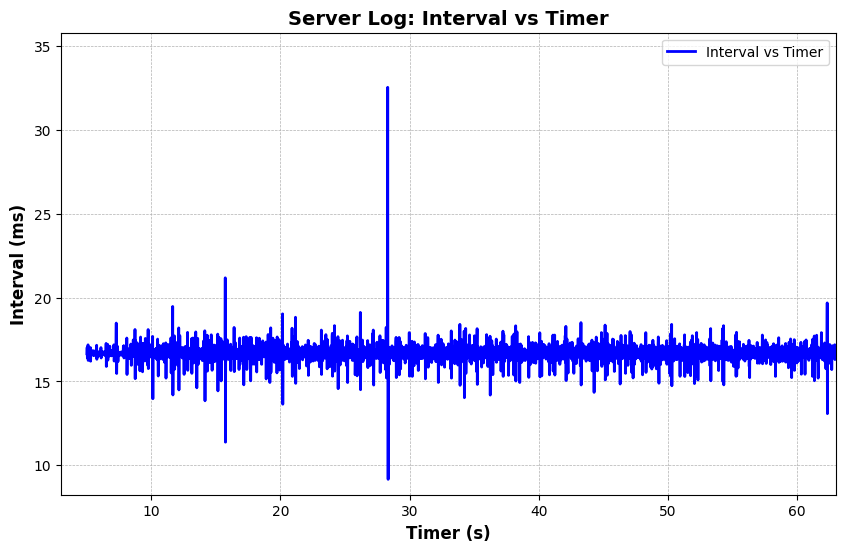 Server Log: Interval vs Timer
Interval vs Timer
35
30
25
20
15
10
Interval (ms)
10 20 30 40 50 60
Timer (s)